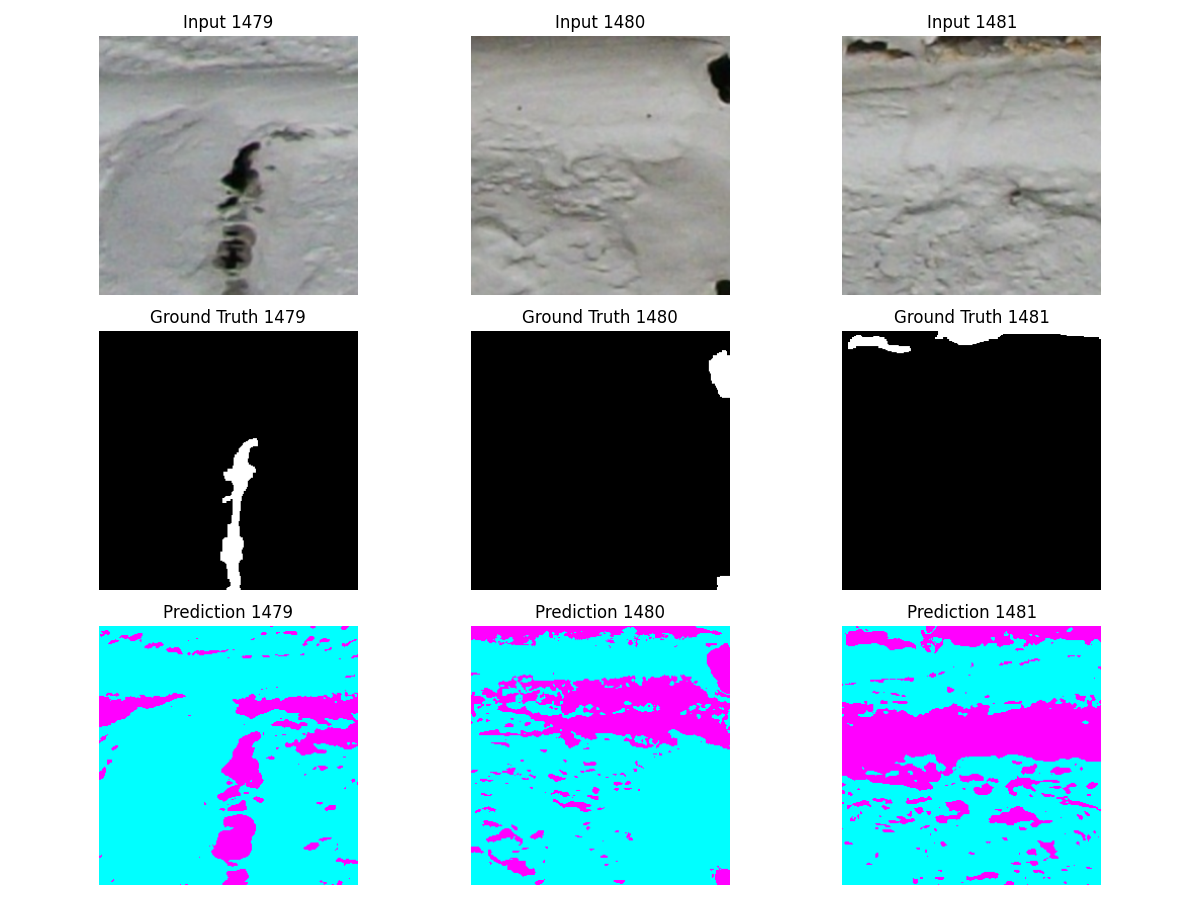 Input 1479
Input 1480
Input 1481
Ground Truth 1479
Ground Truth 1480
Ground Truth 1481
Prediction 1479
Prediction 1480
Prediction 1481